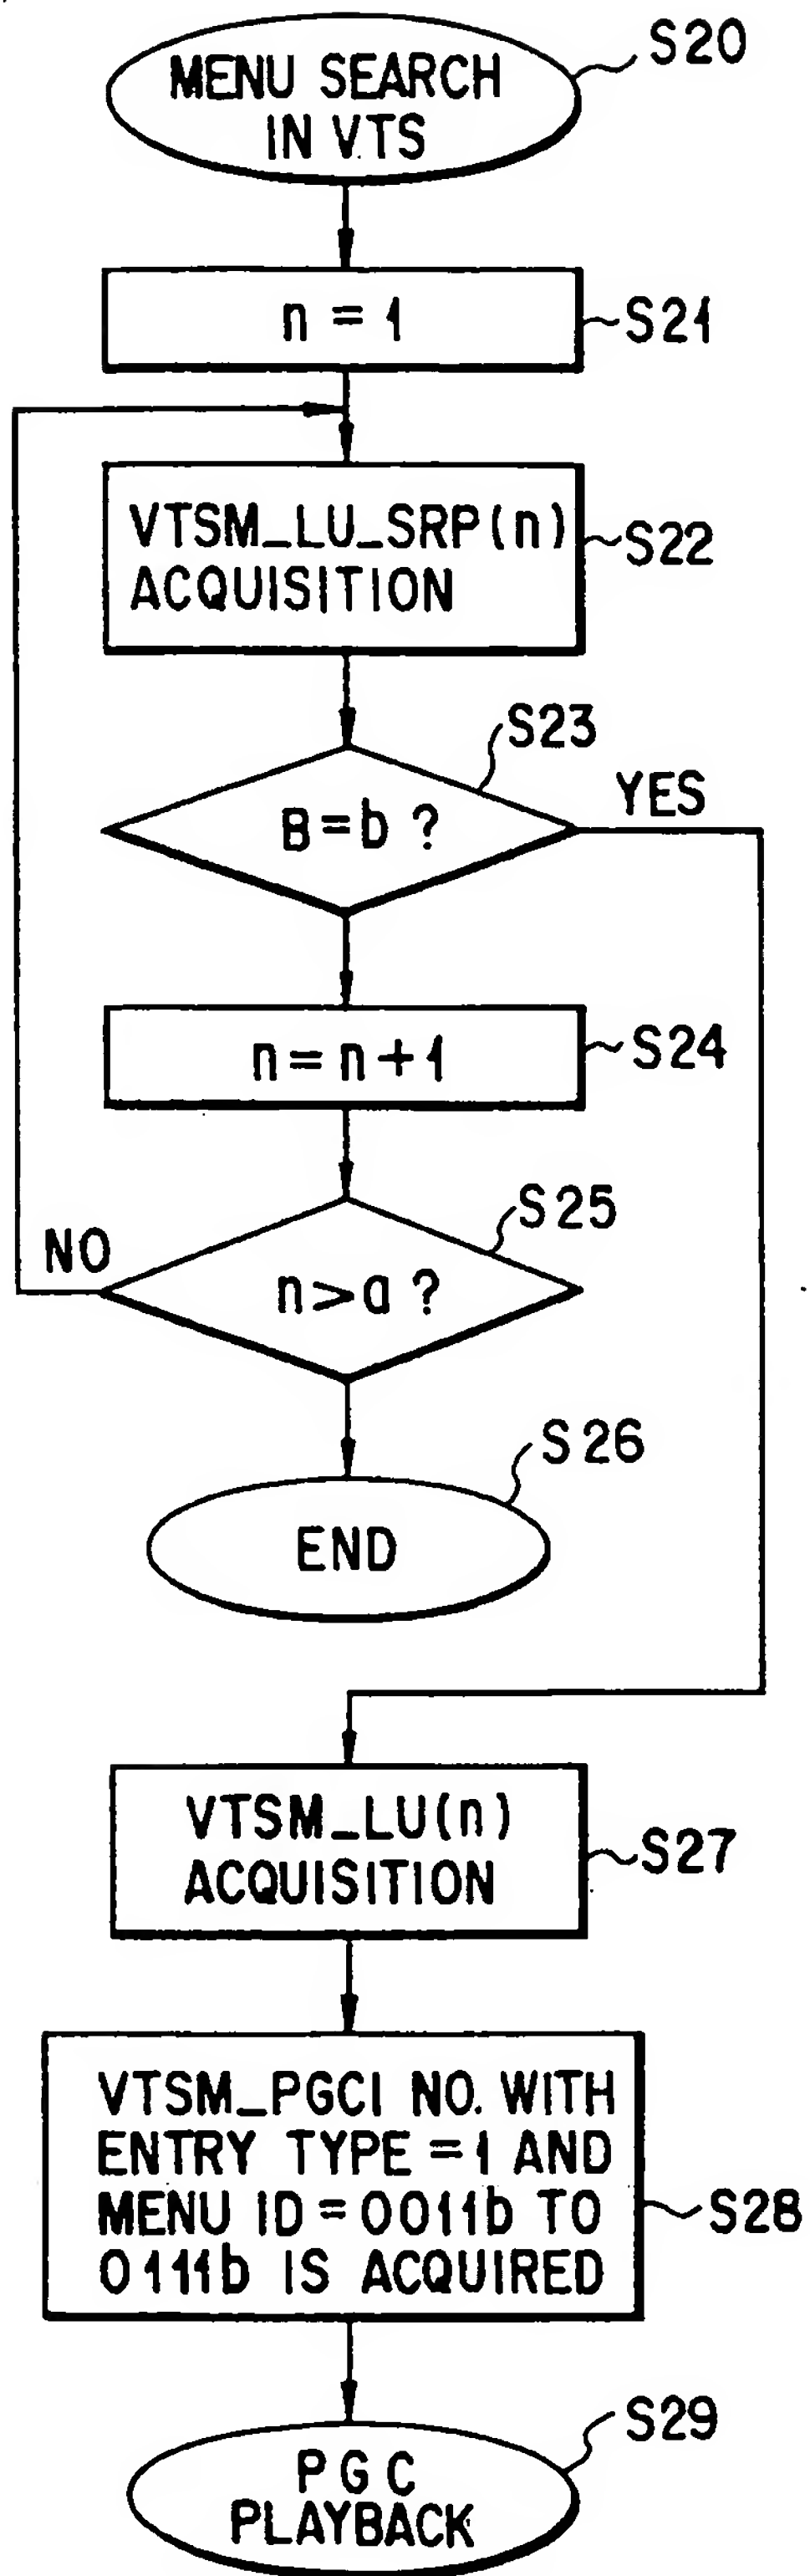 MENU SEARCH
IN VTS
S20
n = 1
S21
VTSM_LU_SRP(n)
ACQUISITION
S22
S23
B=b ?
YES
n=n+1
S24
S25
NO
n>a ?
S26
END
VTSM_LU(n)
ACQUISITION
S27
VTSM_PGCI NO. WITH
ENTRY TYPE =1 AND
MENU ID = 0011b TO
0111b IS ACQUIRED
S28
S29
PGC
PLAYBACK